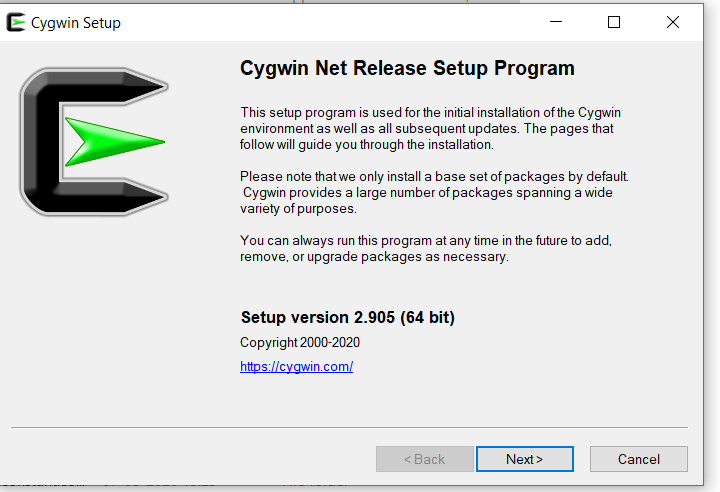 Cygwin Setup
Cygwin Net Release Setup Program
This setup program is used for the initial installation of the Cygwin
environment as well as all subsequent updates. The pages that
follow will guide you through the installation.
Please note that we only install a base set of packages by default.
Cygwin provides a large number of packages spanning a wide
variety of purposes.
You can always run this program at any time in the future to add,
remove, or upgrade packages as necessary.
Setup version 2.905 (64 bit)
Copyright 2000-2020
https://cygwin.com/
< Back
Next >
Cancel